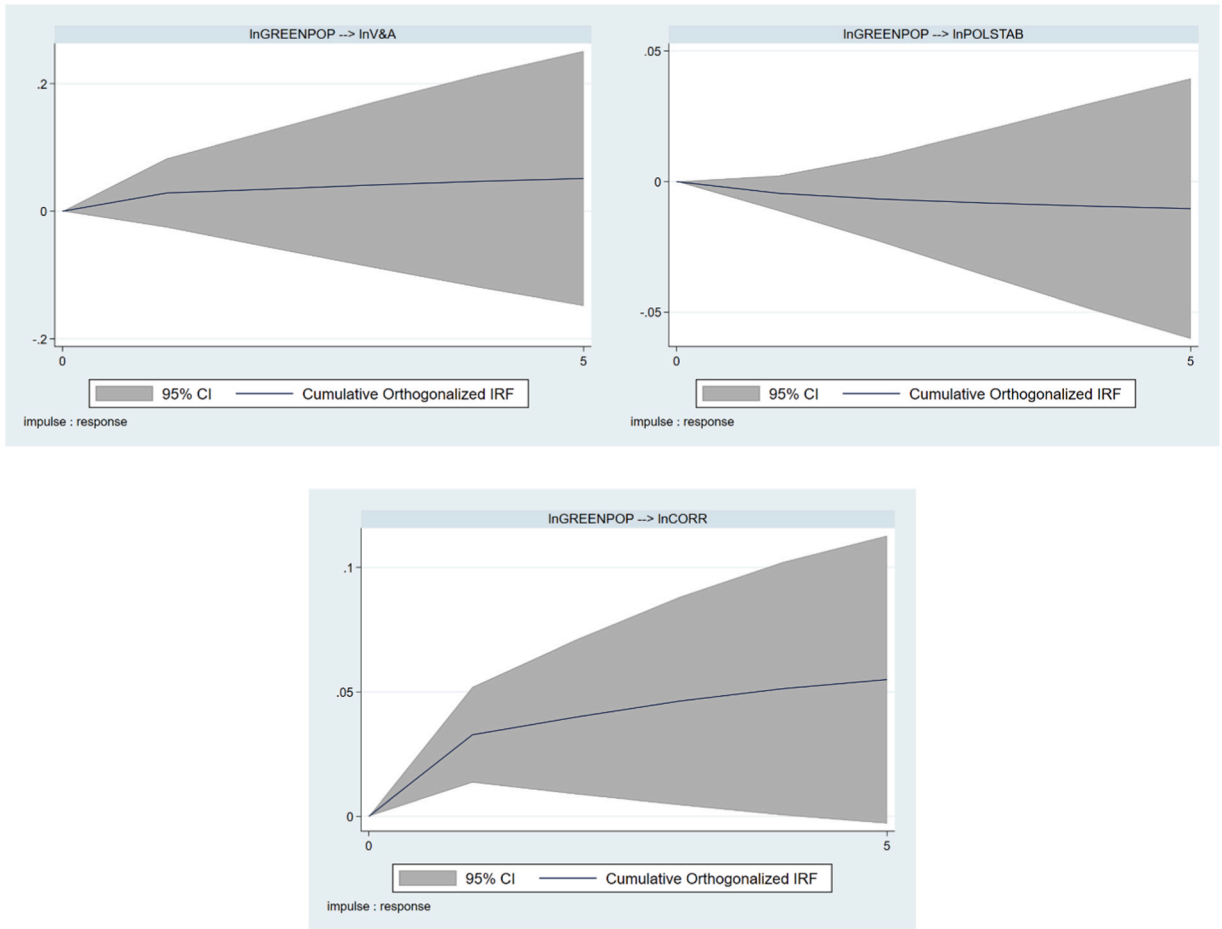 lnGREENPOP --> lnV&A
.2
0
-.2
0 5
95% CI Cumulative Orthogonalized IRF
impulse : response
lnGREENPOP --> lnPOLSTAB
.05
0
-.05
0 5
95% CI Cumulative Orthogonalized IRF
impulse : response
lnGREENPOP --> lnCORR
.1
.05
0
0 5
95% CI Cumulative Orthogonalized IRF
impulse : response